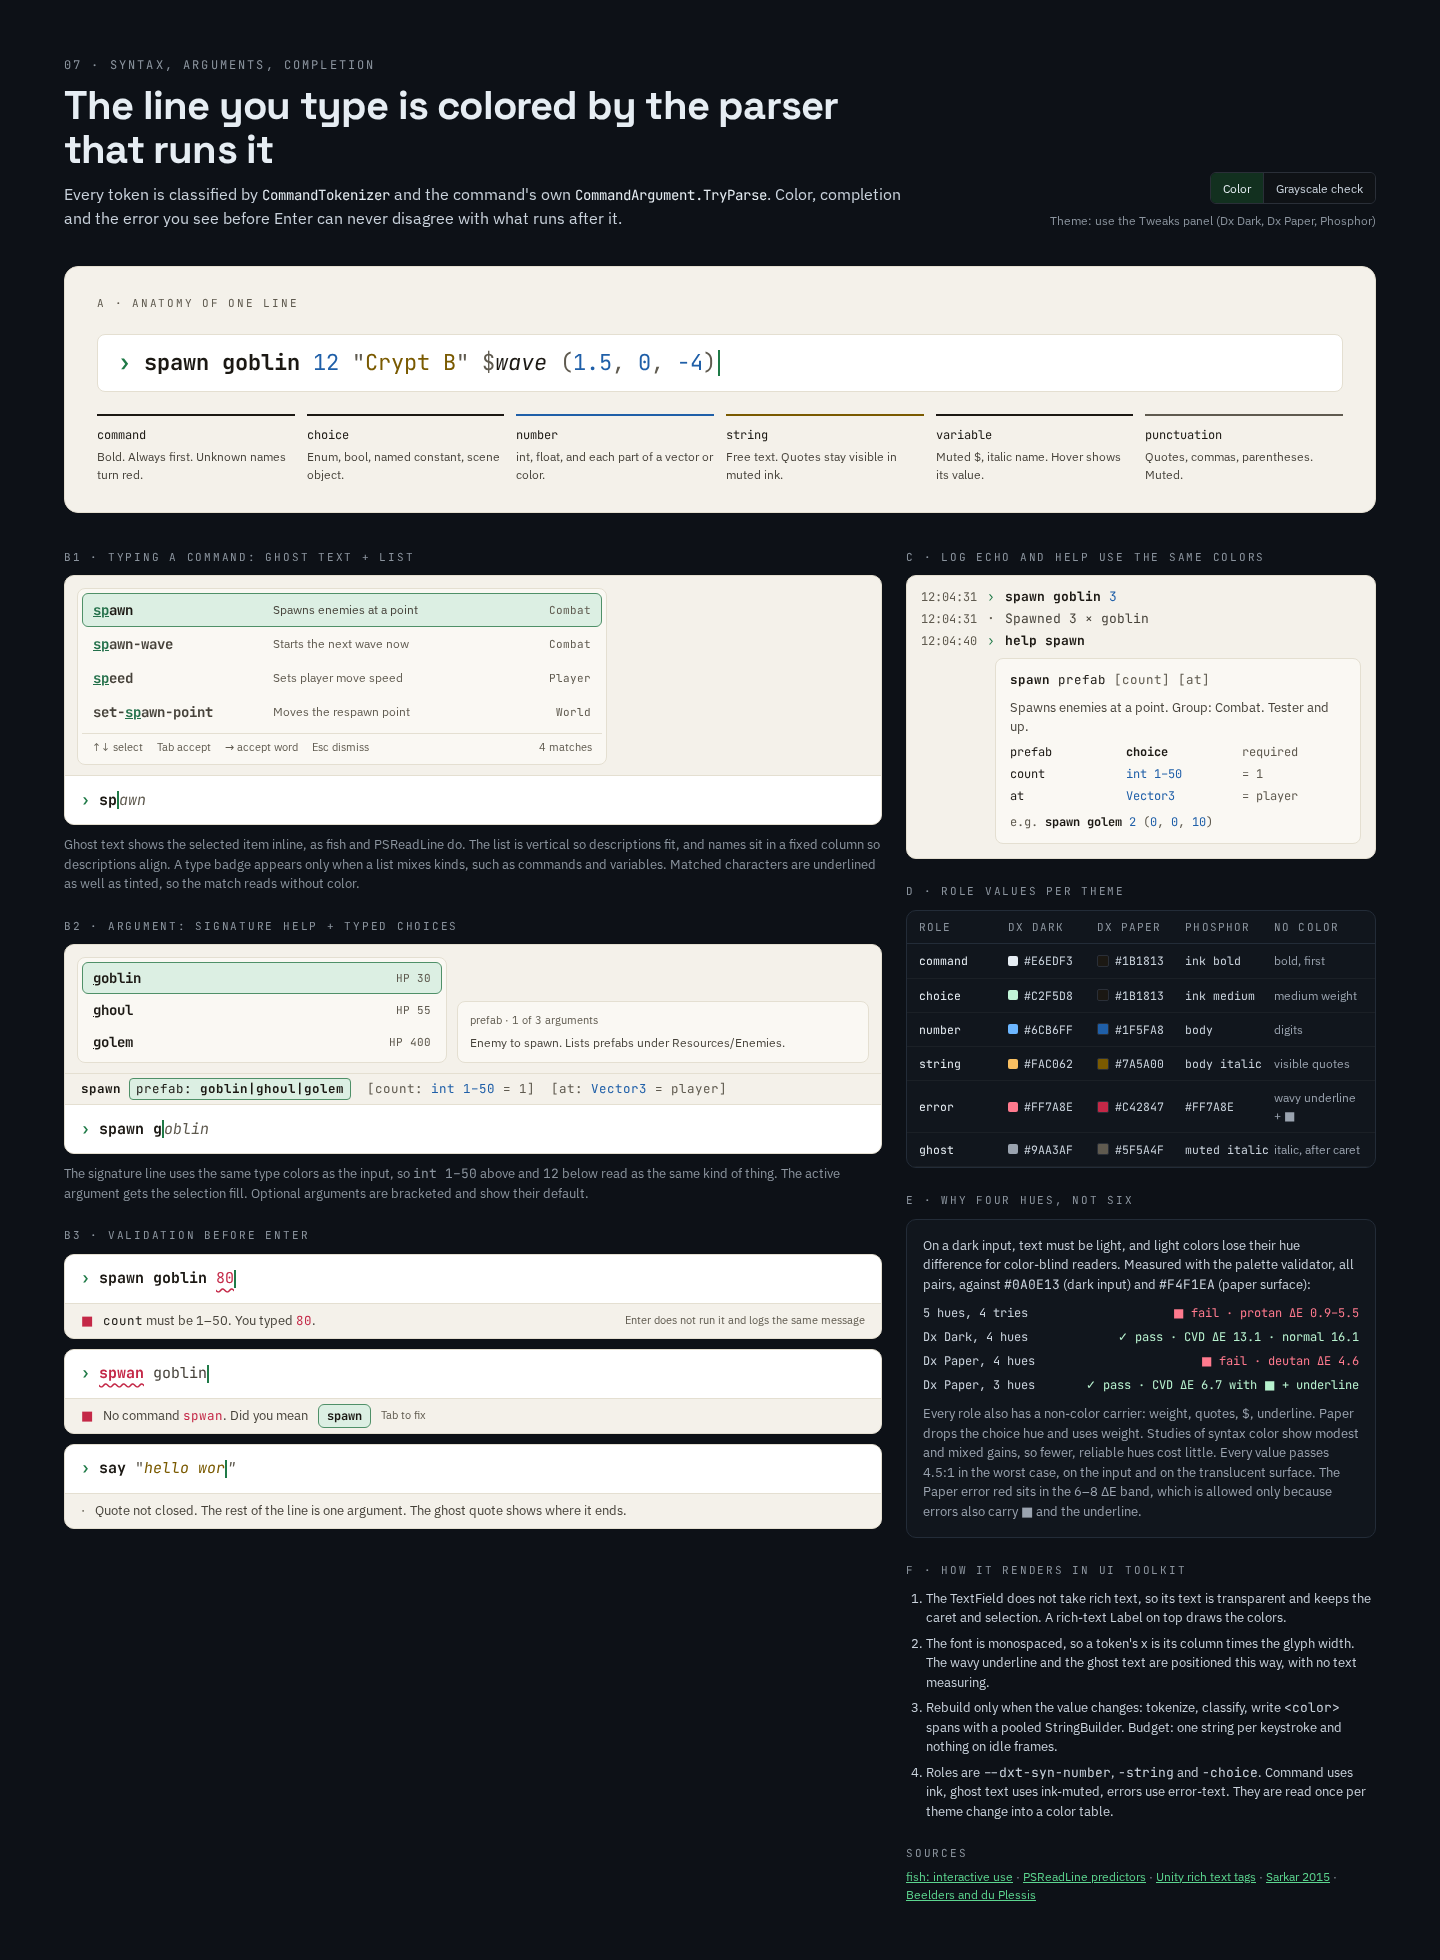 07 · SYNTAX, ARGUMENTS, COMPLETION
The line you type is colored by the parser
that runs it
Every token is classified by CommandTokenizer and the command's own CommandArgument.TryParse. Color, completion
and the error you see before Enter can never disagree with what runs after it.
Color
Grayscale check
Theme: use the Tweaks panel (Dx Dark, Dx Paper, Phosphor)
A · ANATOMY OF ONE LINE
› spawn goblin 12 "Crypt B" $wave (1.5, 0, -4)
command
Bold. Always first. Unknown names
turn red.
choice
Enum, bool, named constant, scene
object.
number
int, float, and each part of a vector or
color.
string
Free text. Quotes stay visible in
muted ink.
variable
Muted $, italic name. Hover shows
its value.
punctuation
Quotes, commas, parentheses.
Muted.
B1 · TYPING A COMMAND: GHOST TEXT + LIST
spawn Spawns enemies at a point Combat
spawn-wave Starts the next wave now Combat
speed Sets player move speed Player
set-spawn-point Moves the respawn point World
↑↓ select Tab accept → accept word Esc dismiss 4 matches
› spawn
Ghost text shows the selected item inline, as fish and PSReadLine do. The list is vertical so descriptions fit, and names sit in a fixed column so
descriptions align. A type badge appears only when a list mixes kinds, such as commands and variables. Matched characters are underlined
as well as tinted, so the match reads without color.
B2 · ARGUMENT: SIGNATURE HELP + TYPED CHOICES
goblin HP 30
ghoul HP 55
golem HP 400
prefab · 1 of 3 arguments
Enemy to spawn. Lists prefabs under Resources/Enemies.
spawn prefab: goblin|ghoul|golem [count: int 1–50 = 1] [at: Vector3 = player]
› spawn goblin
The signature line uses the same type colors as the input, so int 1–50 above and 12 below read as the same kind of thing. The active
argument gets the selection fill. Optional arguments are bracketed and show their default.
B3 · VALIDATION BEFORE ENTER
› spawn goblin 80
■ count must be 1–50. You typed 80. Enter does not run it and logs the same message
› spwan goblin
■ No command spwan. Did you mean spawn Tab to fix
› say "hello wor"
· Quote not closed. The rest of the line is one argument. The ghost quote shows where it ends.
C · LOG ECHO AND HELP USE THE SAME COLORS
12:04:31 › spawn goblin 3
12:04:31 · Spawned 3 × goblin
12:04:40 › help spawn
spawn prefab [count] [at]
Spawns enemies at a point. Group: Combat. Tester and
up.
prefab choice required
count int 1–50 = 1
at Vector3 = player
e.g. spawn golem 2 (0, 0, 10)
D · ROLE VALUES PER THEME
ROLE DX DARK DX PAPER PHOSPHOR NO COLOR
command #E6EDF3 #1B1813 ink bold bold, first
choice #C2F5D8 #1B1813 ink medium medium weight
number #6CB6FF #1F5FA8 body digits
string #FAC062 #7A5A00 body italic visible quotes
error #FF7A8E #C42847 #FF7A8E wavy underline
+ ■
ghost #9AA3AF #5F5A4F muted italic italic, after caret
E · WHY FOUR HUES, NOT SIX
On a dark input, text must be light, and light colors lose their hue
difference for color-blind readers. Measured with the palette validator, all
pairs, against #0A0E13 (dark input) and #F4F1EA (paper surface):
5 hues, 4 tries ■ fail · protan ΔE 0.9–5.5
Dx Dark, 4 hues ✓ pass · CVD ΔE 13.1 · normal 16.1
Dx Paper, 4 hues ■ fail · deutan ΔE 4.6
Dx Paper, 3 hues ✓ pass · CVD ΔE 6.7 with ■ + underline
Every role also has a non-color carrier: weight, quotes, $, underline. Paper
drops the choice hue and uses weight. Studies of syntax color show modest
and mixed gains, so fewer, reliable hues cost little. Every value passes
4.5:1 in the worst case, on the input and on the translucent surface. The
Paper error red sits in the 6–8 ΔE band, which is allowed only because
errors also carry ■ and the underline.
F · HOW IT RENDERS IN UI TOOLKIT
1. The TextField does not take rich text, so its text is transparent and keeps the
caret and selection. A rich-text Label on top draws the colors.
2. The font is monospaced, so a token's x is its column times the glyph width.
The wavy underline and the ghost text are positioned this way, with no text
measuring.
3. Rebuild only when the value changes: tokenize, classify, write <color>
spans with a pooled StringBuilder. Budget: one string per keystroke and
nothing on idle frames.
4. Roles are --dxt-syn-number, -string and -choice. Command uses
ink, ghost text uses ink-muted, errors use error-text. They are read once per
theme change into a color table.
SOURCES
fish: interactive use · PSReadLine predictors · Unity rich text tags · Sarkar 2015 ·
Beelders and du Plessis